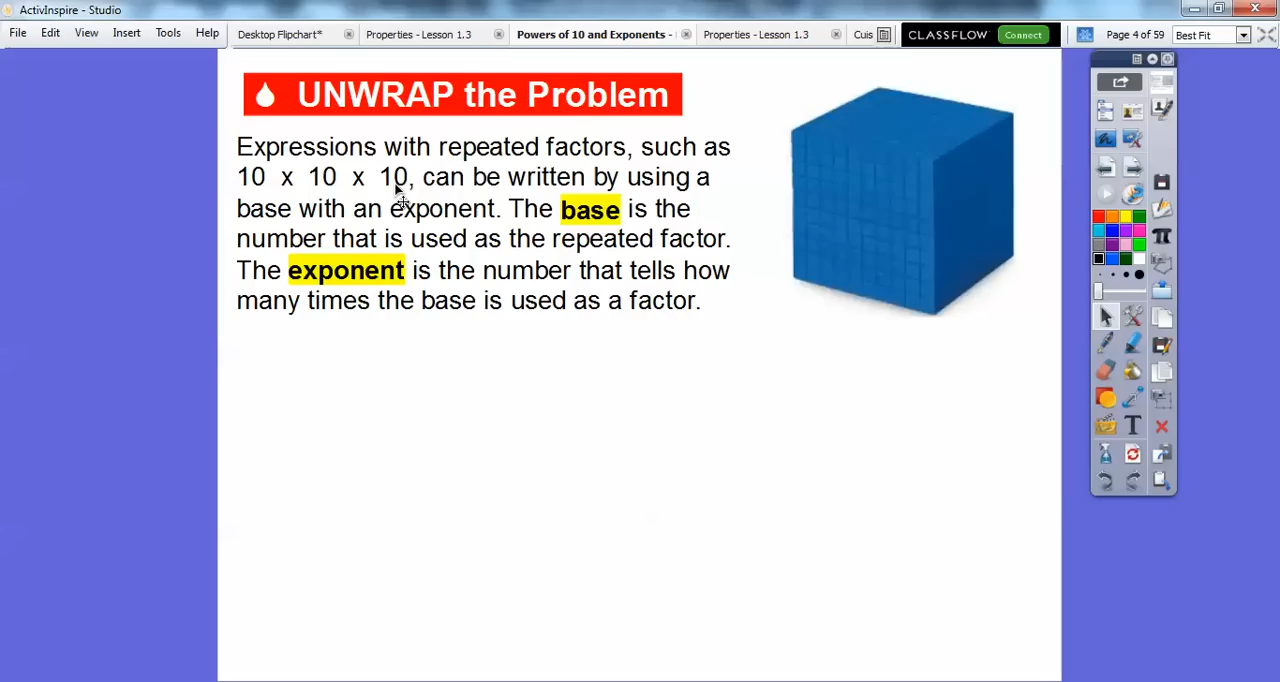 ActivInspire - Studio
File Edit View Insert Tools Help
Desktop Flipchart* Properties - Lesson 1.3 Powers of 10 and Exponents - Properties - Lesson 1.3 Cuis
CLASSFLOW Connect
Page 4 of 59 Best Fit
UNWRAP the Problem
Expressions with repeated factors, such as
10 x 10 x 10, can be written by using a
base with an exponent. The base is the
number that is used as the repeated factor.
The exponent is the number that tells how
many times the base is used as a factor.